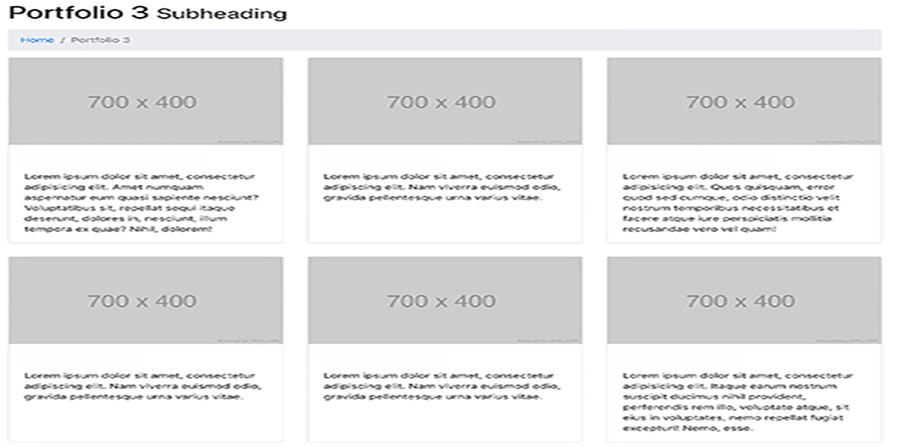 Portfolio 3 Subheading
Home / Portfolio 3
700 x 400
700 x 400
700 x 400
Lorem ipsum dolor sit amet, consectetur
adipisicing elit. Amet numquam
aspernatur eum quasi sapiente nesciunt?
Voluptatibus sit, repellat sequi itaque
deserunt, dolores in, nesciunt, illum
tempora ex quae? Nihil, dolorem!
Lorem ipsum dolor sit amet, consectetur
adipisicing elit. Nam viverra euismod odio,
gravida pellentesque urna varius vitae.
Lorem ipsum dolor sit amet, consectetur
adipisicing elit. Quos quisquam, error
quod sed cumque, odio distinctio velit
nostrum temporibus necessitatibus et
facere atque iure perspiciatis mollitia
recusandae vero vel quam!
700 x 400
700 x 400
700 x 400
Lorem ipsum dolor sit amet, consectetur
adipisicing elit. Nam viverra euismod odio,
gravida pellentesque urna varius vitae.
Lorem ipsum dolor sit amet, consectetur
adipisicing elit. Nam viverra euismod odio,
gravida pellentesque urna varius vitae.
Lorem ipsum dolor sit amet, consectetur
adipisicing elit. Itaque earum nostrum
suscipit ducimus nihil provident,
perferendis rem illo, voluptate atque, sit
eius in voluptates, nemo repellat fugiat
excepturi! Nemo, esse.